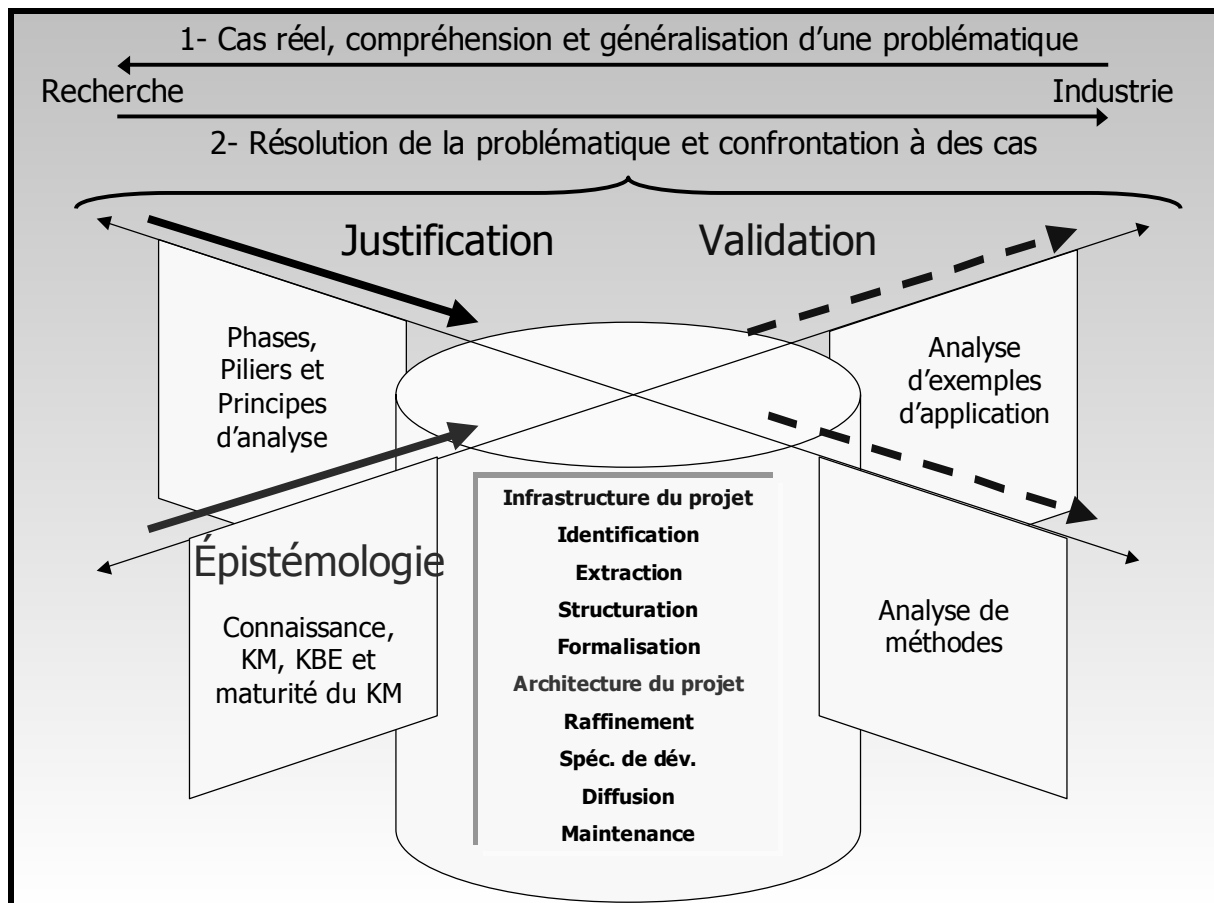 1- Cas réel, compréhension et généralisation d’une problématique
Recherche
Industrie
2- Résolution de la problématique et confrontation à des cas
Justification
Validation
Phases,
Piliers et
Principes
d’analyse
Analyse
d’exemples
d’application
Épistémologie
Connaissance,
KM, KBE et
maturité du KM
Infrastructure du projet
Identification
Extraction
Structuration
Formalisation
Architecture du projet
Raffinement
Spéc. de dév.
Diffusion
Maintenance
Analyse de
méthodes